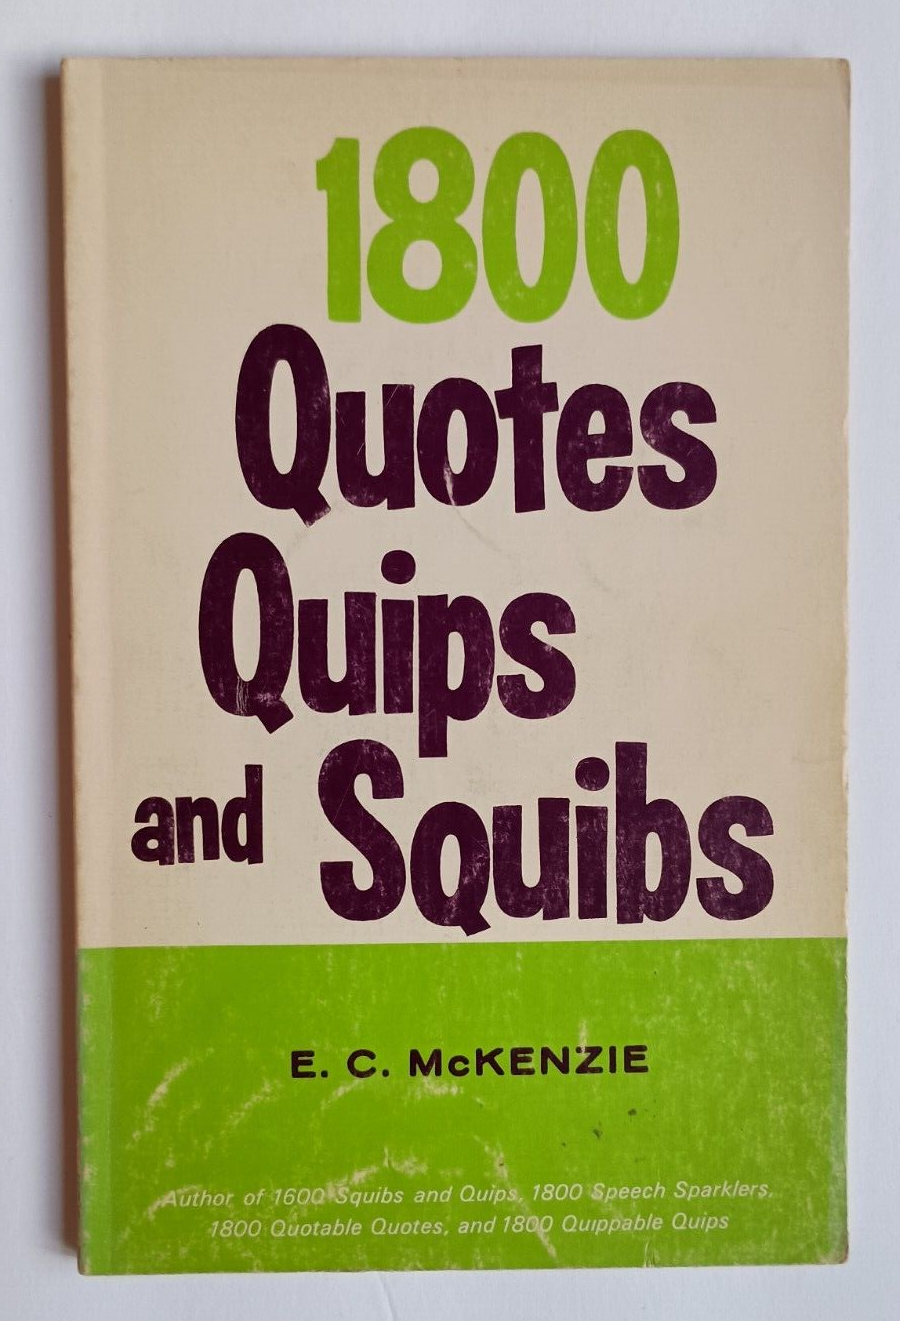 1800
Quotes
Quips
and Squibs
E. C. McKENZIE
Author of 1600 Squibs and Quips, 1800 Speech Sparklers,
1800 Quotable Quotes, and 1800 Quippable Quips